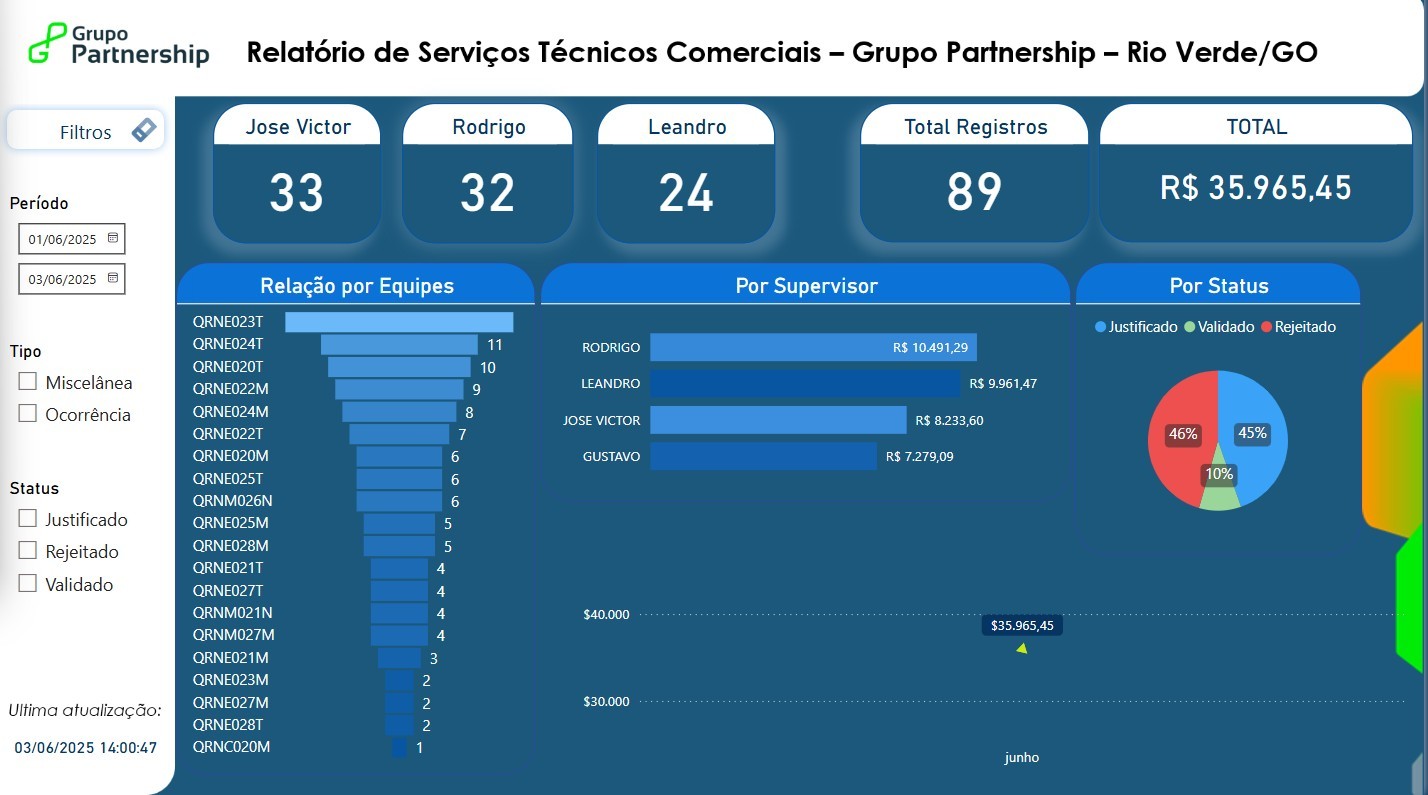 Grupo
Partnership
Relatório de Serviços Técnicos Comerciais – Grupo Partnership – Rio Verde/GO
Filtros
Período
01/06/2025
03/06/2025
Tipo
Miscelânea
Ocorrência
Status
Justificado
Rejeitado
Validado
Ultima atualização:
03/06/2025 14:00:47
Jose Victor
33
Rodrigo
32
Leandro
24
Total Registros
89
TOTAL
R$ 35.965,45
Relação por Equipes
QRNE023T
QRNE024T 11
QRNE020T 10
QRNE022M 9
QRNE024M 8
QRNE022T 7
QRNE020M 6
QRNE025T 6
QRNM026N 6
QRNE025M 5
QRNE028M 5
QRNE021T 4
QRNE027T 4
QRNM021N 4
QRNM027M 4
QRNE021M 3
QRNE023M 2
QRNE027M 2
QRNE028T 2
QRNC020M 1
Por Supervisor
RODRIGO R$ 10.491,29
LEANDRO R$ 9.961,47
JOSE VICTOR R$ 8.233,60
GUSTAVO R$ 7.279,09
Por Status
Justificado Validado Rejeitado
46%
45%
10%
$40.000
$35.965,45
$30.000
junho